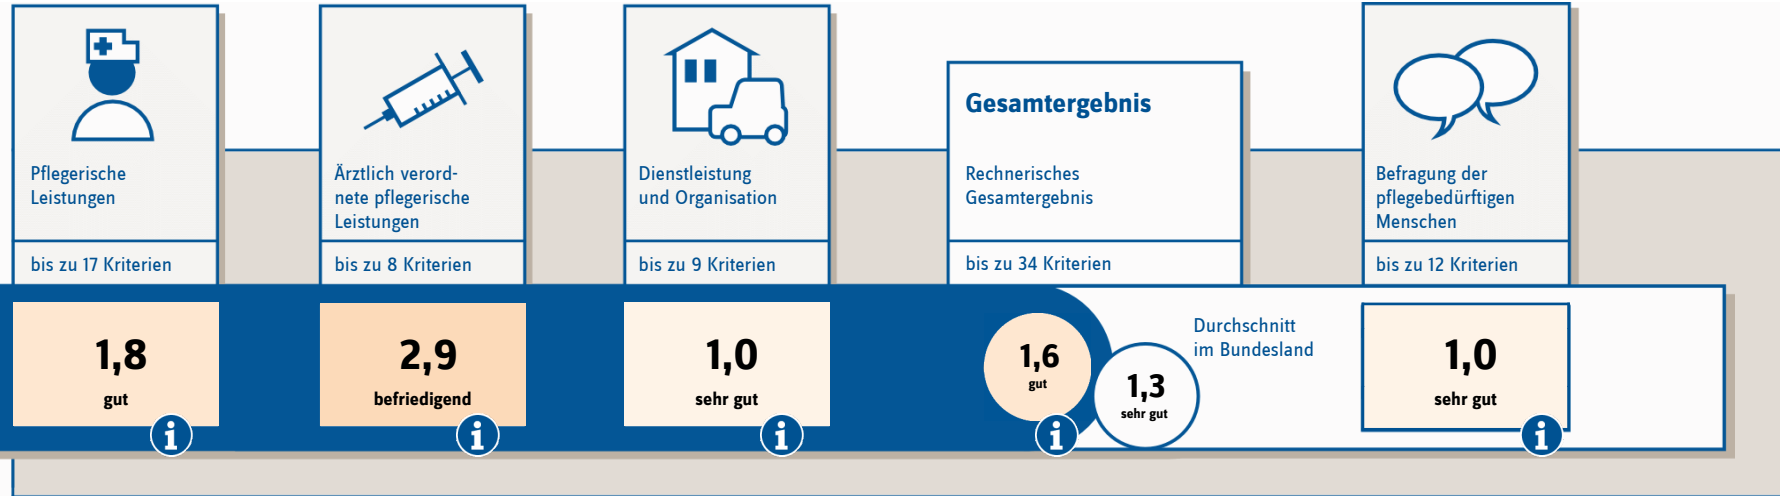 Pflegerische
Leistungen
bis zu 17 Kriterien
1,8
gut
i
Ärztlich verord-
nete pflegerische
Leistungen
bis zu 8 Kriterien
2,9
befriedigend
i
Dienstleistung
und Organisation
bis zu 9 Kriterien
1,0
sehr gut
i
Gesamtergebnis
Rechnerisches
Gesamtergebnis
bis zu 34 Kriterien
1,6
gut
i
Durchschnitt
im Bundesland
1,3
sehr gut
Befragung der
pflegebedürftigen
Menschen
bis zu 12 Kriterien
1,0
sehr gut
i